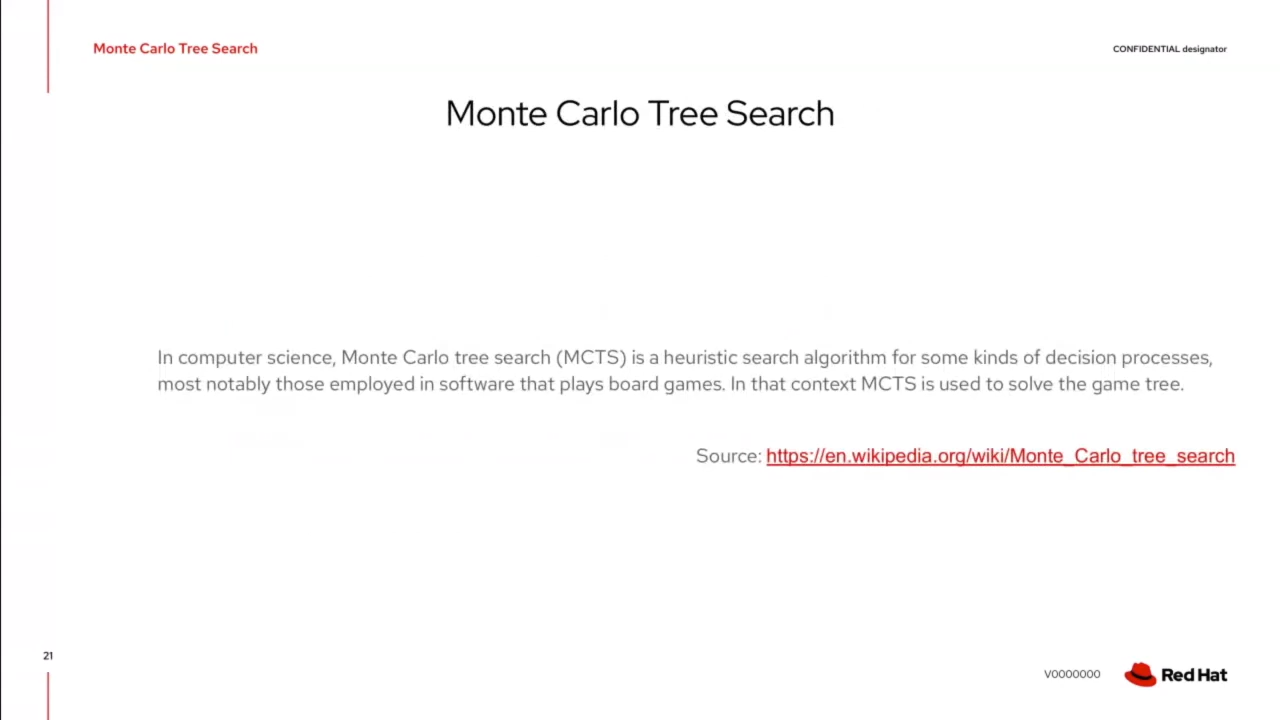 Monte Carlo Tree Search
CONFIDENTIAL designator
Monte Carlo Tree Search
In computer science, Monte Carlo tree search (MCTS) is a heuristic search algorithm for some kinds of decision processes,
most notably those employed in software that plays board games. In that context MCTS is used to solve the game tree.
Source: https://en.wikipedia.org/wiki/Monte_Carlo_tree_search
21
V0000000
Red Hat